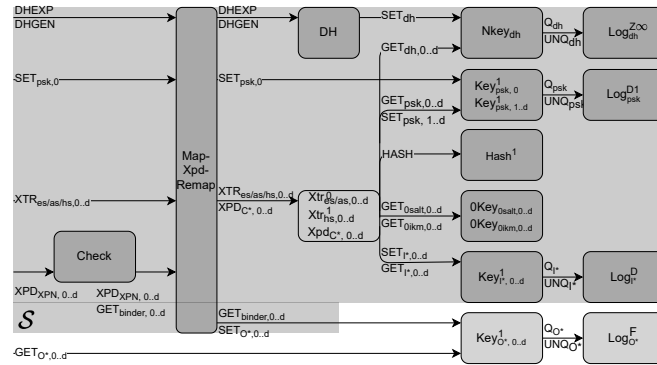 DHEXP
DHGEN
DHEXP
DHGEN
DH
SET_dh
GET_dh,0..d
Nkey_dh
Q_dh
UNQ_dh
Log^Z∞_dh
SET_psk,0
SET_psk,0
GET_psk,0..d
SET_psk, 1..d
Key^1_psk, 0
Key^1_psk, 1..d
Q_psk
UNQ_psk
Log^D1_psk
Map-
Xpd-
Remap
HASH
Hash^1
XTR_es/as/hs,0..d
XTR_es/as/hs,0..d
XPD_C*, 0..d
Xtr^0_es/as,0..d
Xtr^1_hs,0..d
Xpd_C*, 0..d
GET_0salt,0..d
GET_0ikm,0..d
0Key_0salt,0..d
0Key_0ikm,0..d
Check
XPD_XPN, 0..d
XPD_XPN, 0..d
GET_binder, 0..d
SET_I*,0..d
GET_I*,0..d
Key^1_I*, 0..d
Q_I*
UNQ_I*
Log^D_I*
S
GET_binder,0..d
SET_O*,0..d
GET_O*,0..d
Key^1_O*, 0..d
Q_O*
UNQ_O*
Log^F_O*